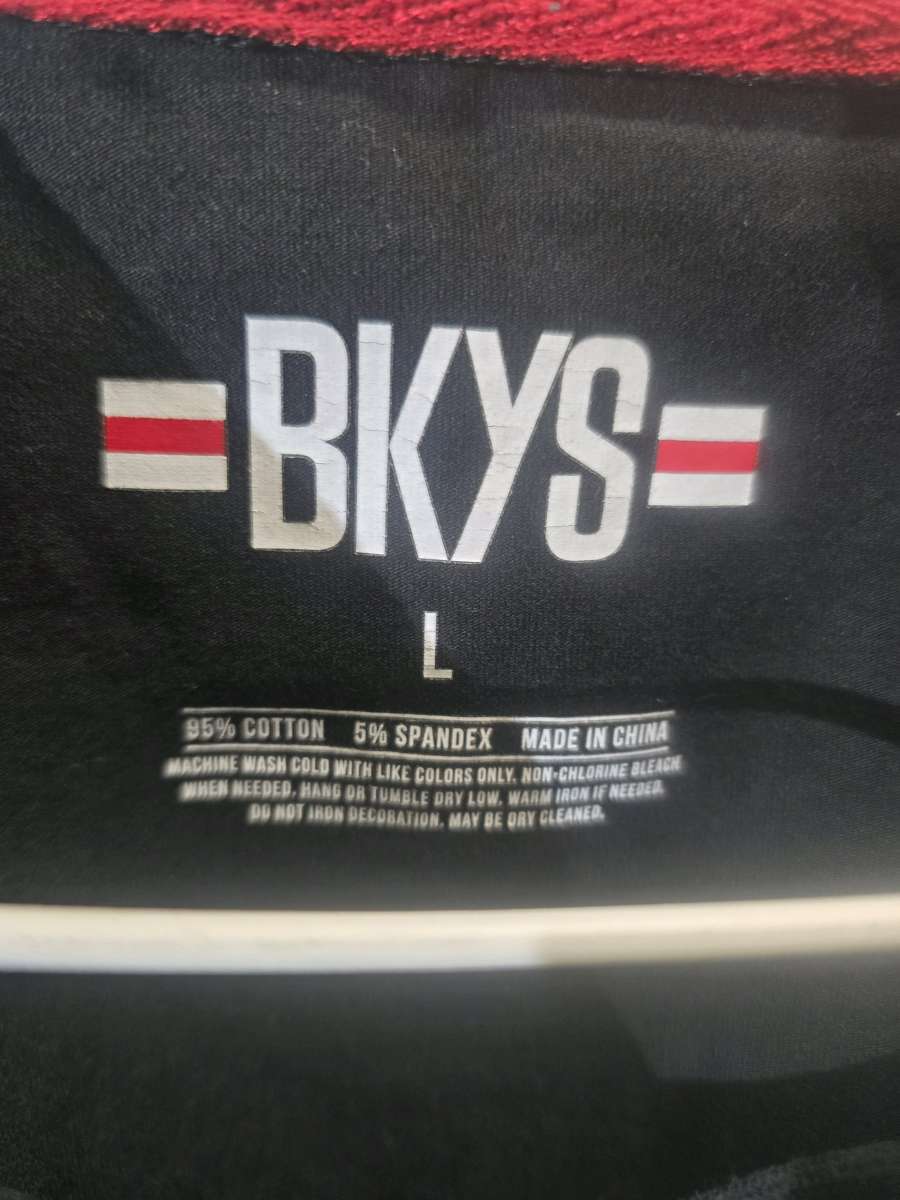 BKYS
L
95% COTTON 5% SPANDEX MADE IN CHINA
MACHINE WASH COLD WITH LIKE COLORS ONLY. NON-CHLORINE BLEACH
WHEN NEEDED. HANG OR TUMBLE DRY LOW. WARM IRON IF NEEDED.
DO NOT IRON DECORATION. MAY BE DRY CLEANED.